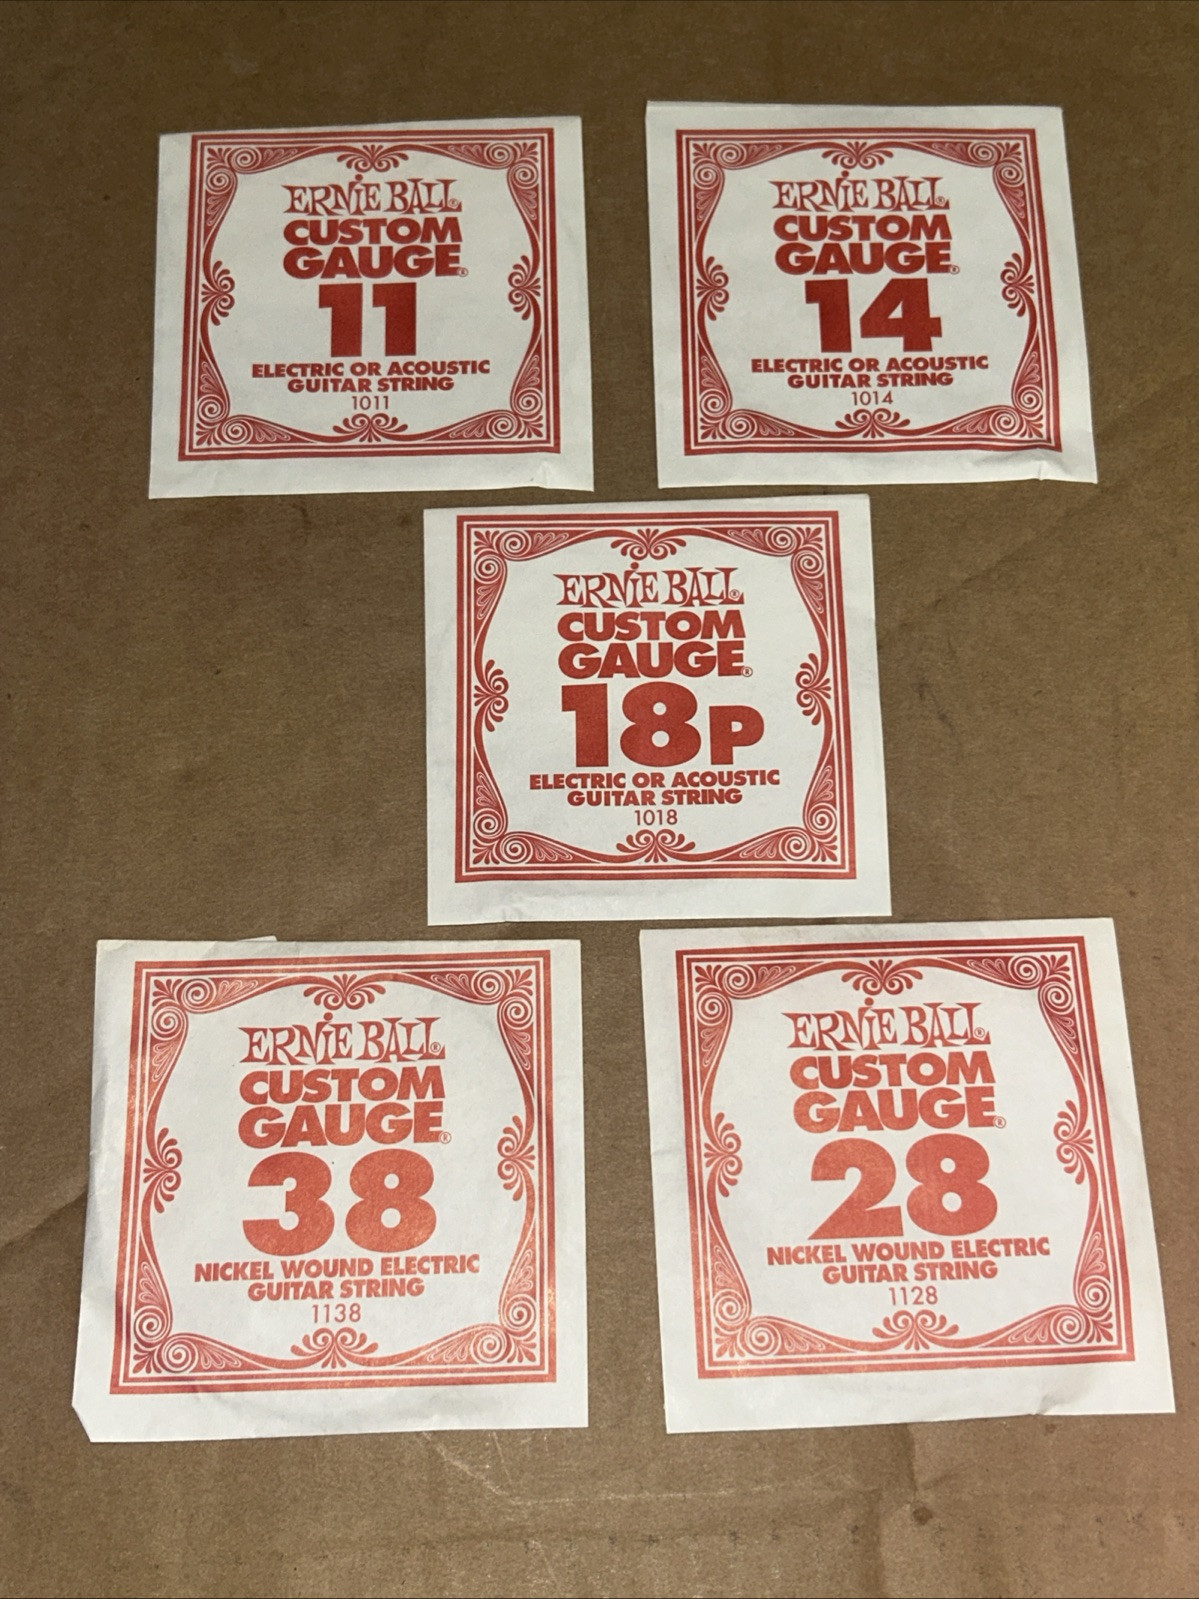 ERNIE BALL®
CUSTOM
GAUGE®
11
ELECTRIC OR ACOUSTIC
GUITAR STRING
1011
ERNIE BALL®
CUSTOM
GAUGE®
14
ELECTRIC OR ACOUSTIC
GUITAR STRING
1014
ERNIE BALL®
CUSTOM
GAUGE®
18P
ELECTRIC OR ACOUSTIC
GUITAR STRING
1018
ERNIE BALL®
CUSTOM
GAUGE®
38
NICKEL WOUND ELECTRIC
GUITAR STRING
1138
ERNIE BALL®
CUSTOM
GAUGE®
28
NICKEL WOUND ELECTRIC
GUITAR STRING
1128